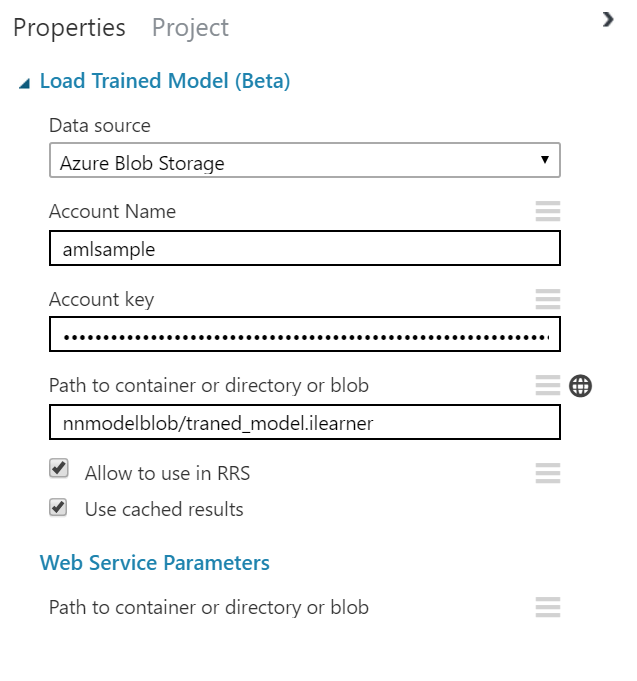 Properties Project
Load Trained Model (Beta)
Data source
Azure Blob Storage
Account Name
amlsample
Account key
••••••••••••••••••••••••••••••••••••••••••••••••••••••••••••••
Path to container or directory or blob
nnmodelblob/traned_model.ilearner
Allow to use in RRS
Use cached results
Web Service Parameters
Path to container or directory or blob